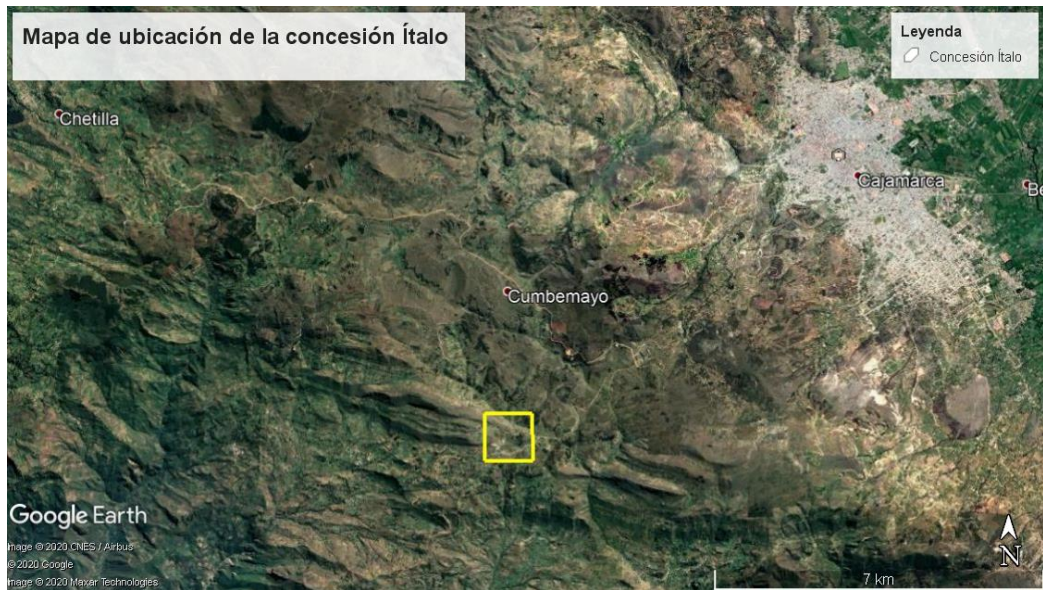 Mapa de ubicación de la concesión Ítalo
Leyenda
Concesión Ítalo
Chetilla
Cajamarca
Be
Cumbemayo
Google Earth
Image © 2020 CNES / Airbus
© 2020 Google
Image © 2020 Maxar Technologies
N
7 km